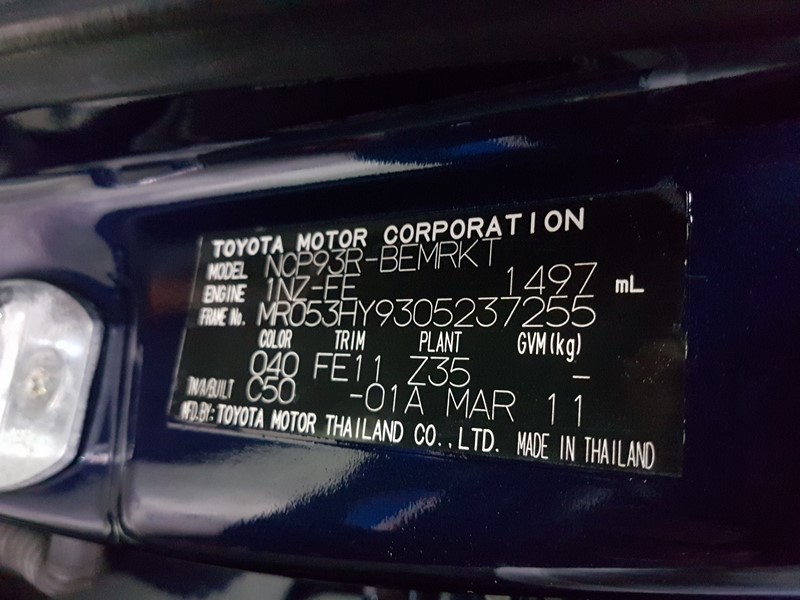 TOYOTA MOTOR CORPORATION
MODEL NCP93R-BEMRKT
ENGINE 1NZ-FE 1497 mL
FRAME No. MR053HY9305237255
COLOR TRIM PLANT GVM(kg)
040 FE11 Z35 –
TM/A/BUILT C50 -01A MAR 11
MFD.BY: TOYOTA MOTOR THAILAND CO.,LTD. MADE IN THAILAND